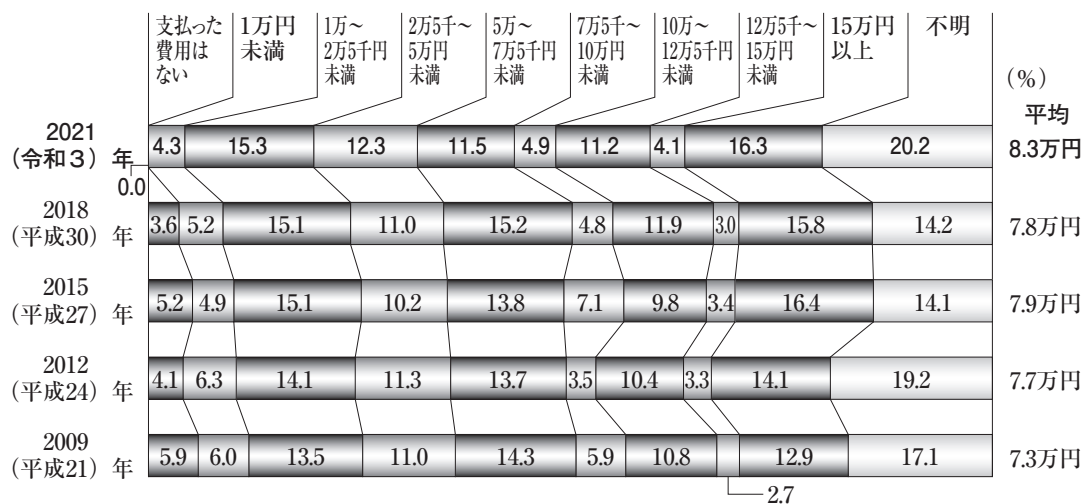 支払った
費用は
ない
1万円
未満
1万〜
2万5千円
未満
2万5千〜
5万円
未満
5万〜
7万5千円
未満
7万5千〜
10万円
未満
10万〜
12万5千円
未満
12万5千〜
15万円
未満
15万円
以上
不明
(%)
平均
2021
(令和3) 年
4.3 15.3 12.3 11.5 4.9 11.2 4.1 16.3 20.2 8.3万円
0.0
2018
(平成30) 年
3.6 5.2 15.1 11.0 15.2 4.8 11.9 3.0 15.8 14.2 7.8万円
2015
(平成27) 年
5.2 4.9 15.1 10.2 13.8 7.1 9.8 3.4 16.4 14.1 7.9万円
2012
(平成24) 年
4.1 6.3 14.1 11.3 13.7 3.5 10.4 3.3 14.1 19.2 7.7万円
2009
(平成21) 年
5.9 6.0 13.5 11.0 14.3 5.9 10.8 12.9 17.1 7.3万円
2.7